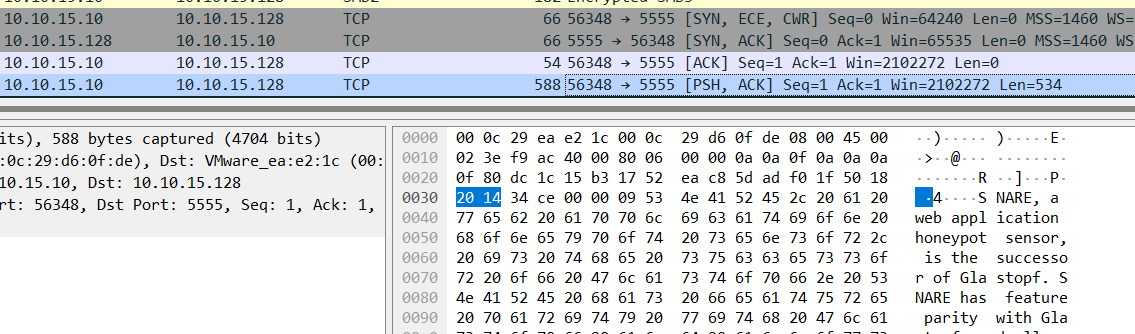 10.10.15.10 10.10.15.128 TCP 66 56348 → 5555 [SYN, ECE, CWR] Seq=0 Win=64240 Len=0 MSS=1460 WS=
10.10.15.128 10.10.15.10 TCP 66 5555 → 56348 [SYN, ACK] Seq=0 Ack=1 Win=65535 Len=0 MSS=1460 WS=
10.10.15.10 10.10.15.128 TCP 54 56348 → 5555 [ACK] Seq=1 Ack=1 Win=2102272 Len=0
10.10.15.10 10.10.15.128 TCP 588 56348 → 5555 [PSH, ACK] Seq=1 Ack=1 Win=2102272 Len=534
its), 588 bytes captured (4704 bits)
:0c:29:d6:0f:de), Dst: VMware_ea:e2:1c (00:
10.15.10, Dst: 10.10.15.128
rt: 56348, Dst Port: 5555, Seq: 1, Ack: 1,
0000 00 0c 29 ea e2 1c 00 0c 29 d6 0f de 08 00 45 00 ··)····· )·····E·
0010 02 3e f9 ac 40 00 80 06 00 00 0a 0a 0f 0a 0a 0a ·>··@··· ········
0020 0f 80 dc 1c 15 b3 17 52 ea c8 5d ad f0 1f 50 18 ·······R ··]···P·
0030 20 14 34 ce 00 00 09 53 4e 41 52 45 2c 20 61 20 ·4····S NARE, a
0040 77 65 62 20 61 70 70 6c 69 63 61 74 69 6f 6e 20 web appl ication
0050 68 6f 6e 65 79 70 6f 74 20 73 65 6e 73 6f 72 2c honeypot sensor,
0060 20 69 73 20 74 68 65 20 73 75 63 63 65 73 73 6f is the successo
0070 72 20 6f 66 20 47 6c 61 73 74 6f 70 66 2e 20 53 r of Gla stopf. S
0080 4e 41 52 45 20 68 61 73 20 66 65 61 74 75 72 65 NARE has feature
0090 20 70 61 72 69 74 79 20 77 69 74 68 20 47 6c 61 parity with Gla